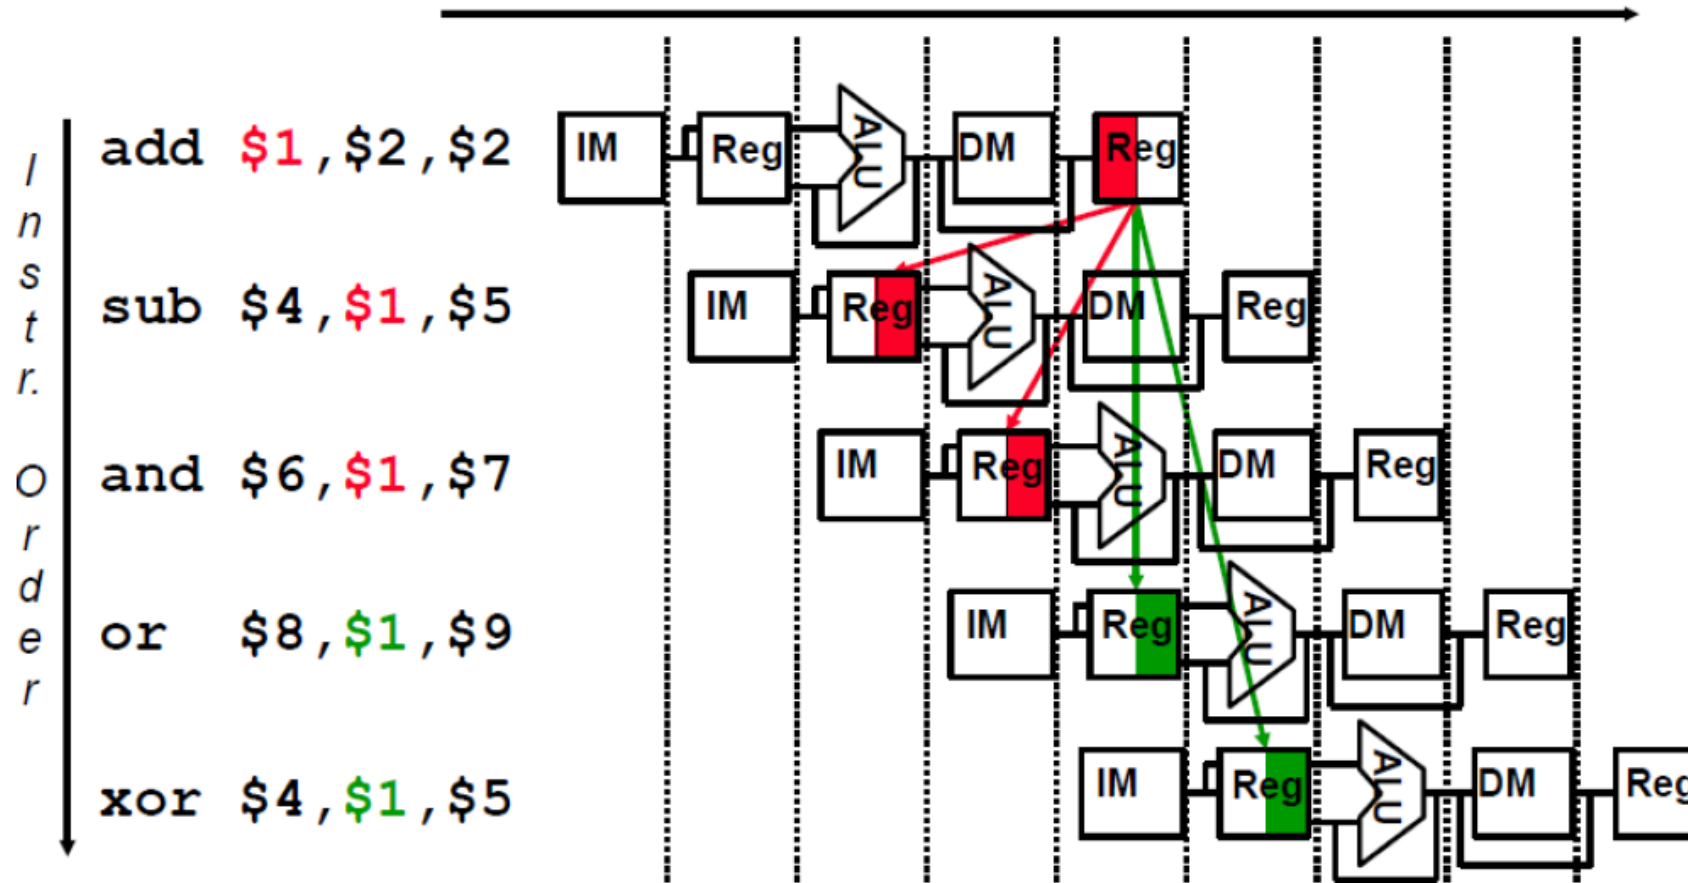 Instr. Order
add $1,$2,$2
IM Reg ALU DM Reg
sub $4,$1,$5
IM Reg ALU DM Reg
and $6,$1,$7
IM Reg ALU DM Reg
or $8,$1,$9
IM Reg ALU DM Reg
xor $4,$1,$5
IM Reg ALU DM Reg